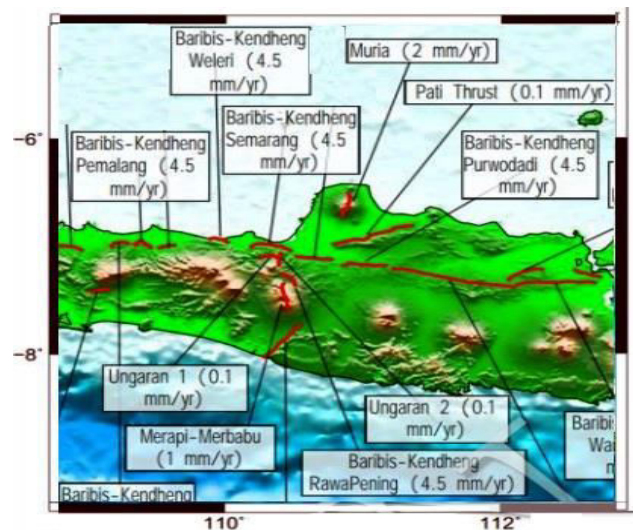 Baribis-Kendheng
Weleri (4.5
mm/yr)
Muria (2 mm/yr)
Pati Thrust (0.1 mm/yr)
-6°
Baribis-Kendheng
Pemalang (4.5
mm/yr)
Baribis-Kendheng
Semarang (4.5
mm/yr)
Baribis-Kendheng
Purwodadi (4.5
mm/yr)
-8°
Ungaran 1 (0.1
mm/yr)
Ungaran 2 (0.1
mm/yr)
Merapi-Merbabu
(1 mm/yr)
Baribis-Kendheng
RawaPening (4.5 mm/yr)
Baribis-Kendheng
110°
112°